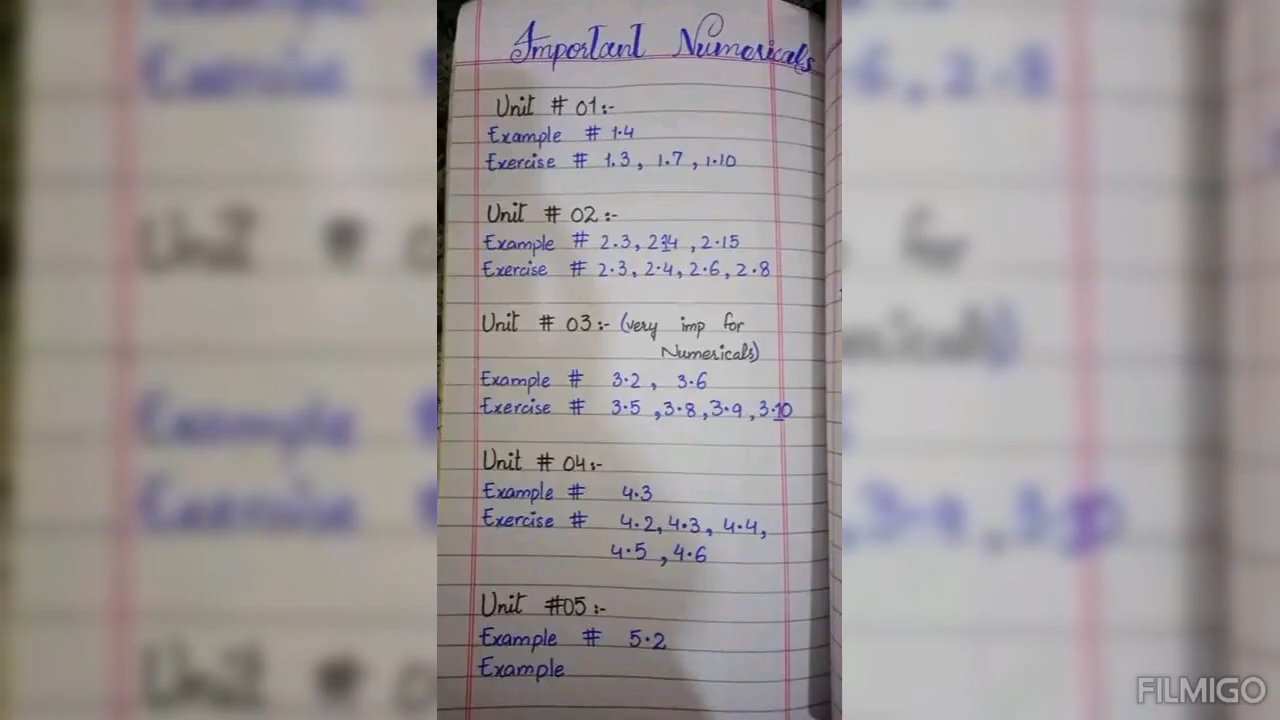 Important Numericals
Unit # 01:-
Example # 1.4
Exercise # 1.3, 1.7, 1.10
Unit # 02:-
Example # 2.3, 2.14, 2.15
Exercise # 2.3, 2.4, 2.6, 2.8
Unit # 03:- (very imp for
Numericals)
Example # 3.2, 3.6
Exercise # 3.5, 3.8, 3.9, 3.10
Unit # 04:-
Example # 4.3
Exercise # 4.2, 4.3, 4.4,
4.5, 4.6
Unit #05:-
Example # 5.2
Example
FILMIGO